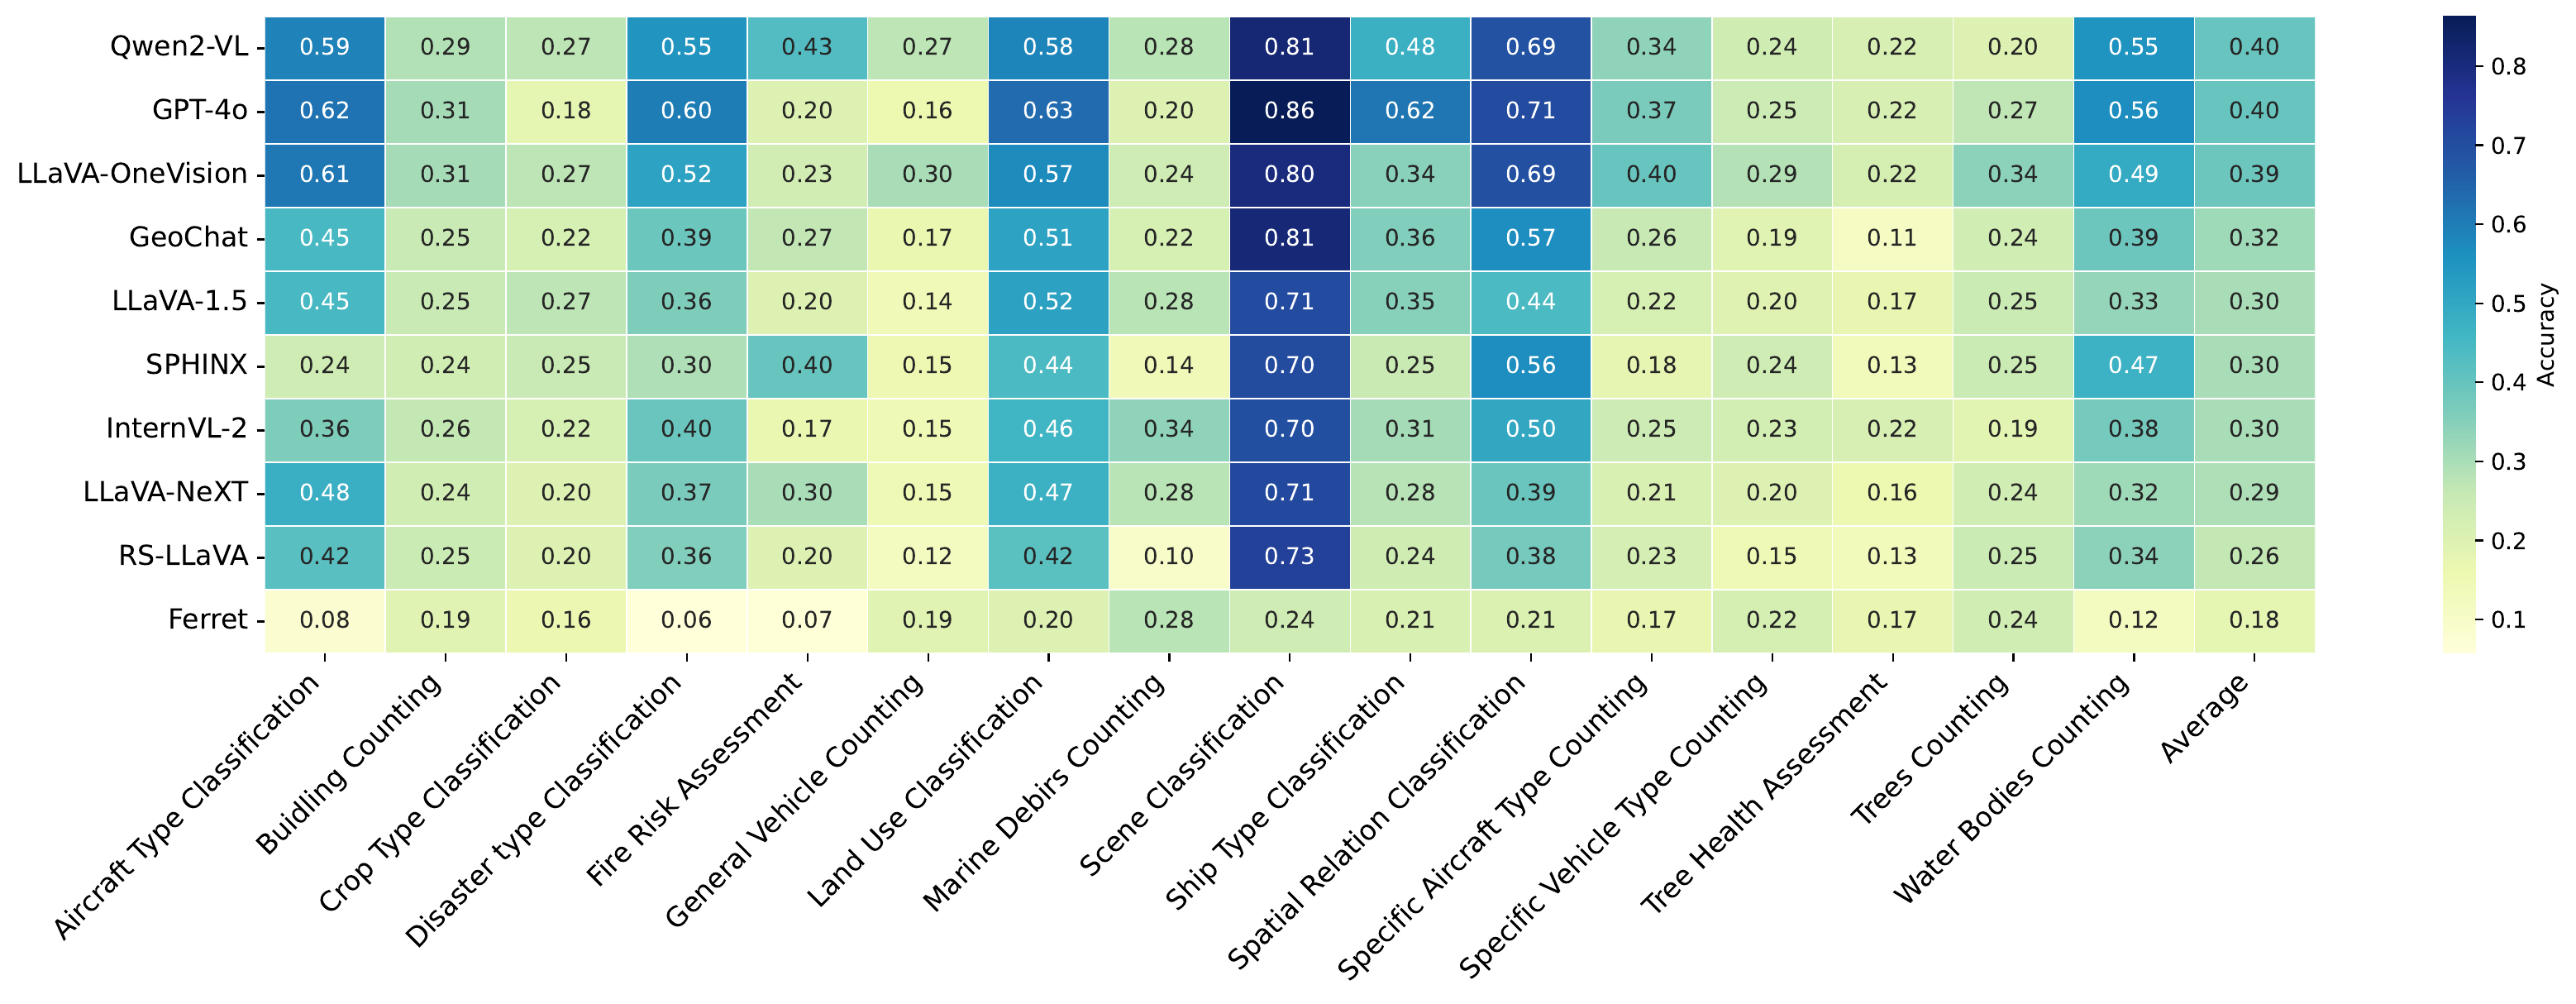 Qwen2-VL 0.59 0.29 0.27 0.55 0.43 0.27 0.58 0.28 0.81 0.48 0.69 0.34 0.24 0.22 0.20 0.55 0.40
GPT-4o 0.62 0.31 0.18 0.60 0.20 0.16 0.63 0.20 0.86 0.62 0.71 0.37 0.25 0.22 0.27 0.56 0.40
LLaVA-OneVision 0.61 0.31 0.27 0.52 0.23 0.30 0.57 0.24 0.80 0.34 0.69 0.40 0.29 0.22 0.34 0.49 0.39
GeoChat 0.45 0.25 0.22 0.39 0.27 0.17 0.51 0.22 0.81 0.36 0.57 0.26 0.19 0.11 0.24 0.39 0.32
LLaVA-1.5 0.45 0.25 0.27 0.36 0.20 0.14 0.52 0.28 0.71 0.35 0.44 0.22 0.20 0.17 0.25 0.33 0.30
SPHINX 0.24 0.24 0.25 0.30 0.40 0.15 0.44 0.14 0.70 0.25 0.56 0.18 0.24 0.13 0.25 0.47 0.30
InternVL-2 0.36 0.26 0.22 0.40 0.17 0.15 0.46 0.34 0.70 0.31 0.50 0.25 0.23 0.22 0.19 0.38 0.30
LLaVA-NeXT 0.48 0.24 0.20 0.37 0.30 0.15 0.47 0.28 0.71 0.28 0.39 0.21 0.20 0.16 0.24 0.32 0.29
RS-LLaVA 0.42 0.25 0.20 0.36 0.20 0.12 0.42 0.10 0.73 0.24 0.38 0.23 0.15 0.13 0.25 0.34 0.26
Ferret 0.08 0.19 0.16 0.06 0.07 0.19 0.20 0.28 0.24 0.21 0.21 0.17 0.22 0.17 0.24 0.12 0.18
Aircraft Type Classification
Buidling Counting
Crop Type Classification
Disaster type Classification
Fire Risk Assessment
General Vehicle Counting
Land Use Classification
Marine Debirs Counting
Scene Classification
Ship Type Classification
Spatial Relation Classification
Specific Aircraft Type Counting
Specific Vehicle Type Counting
Tree Health Assessment
Trees Counting
Water Bodies Counting
Average
0.8
0.7
0.6
0.5
0.4
0.3
0.2
0.1
Accuracy